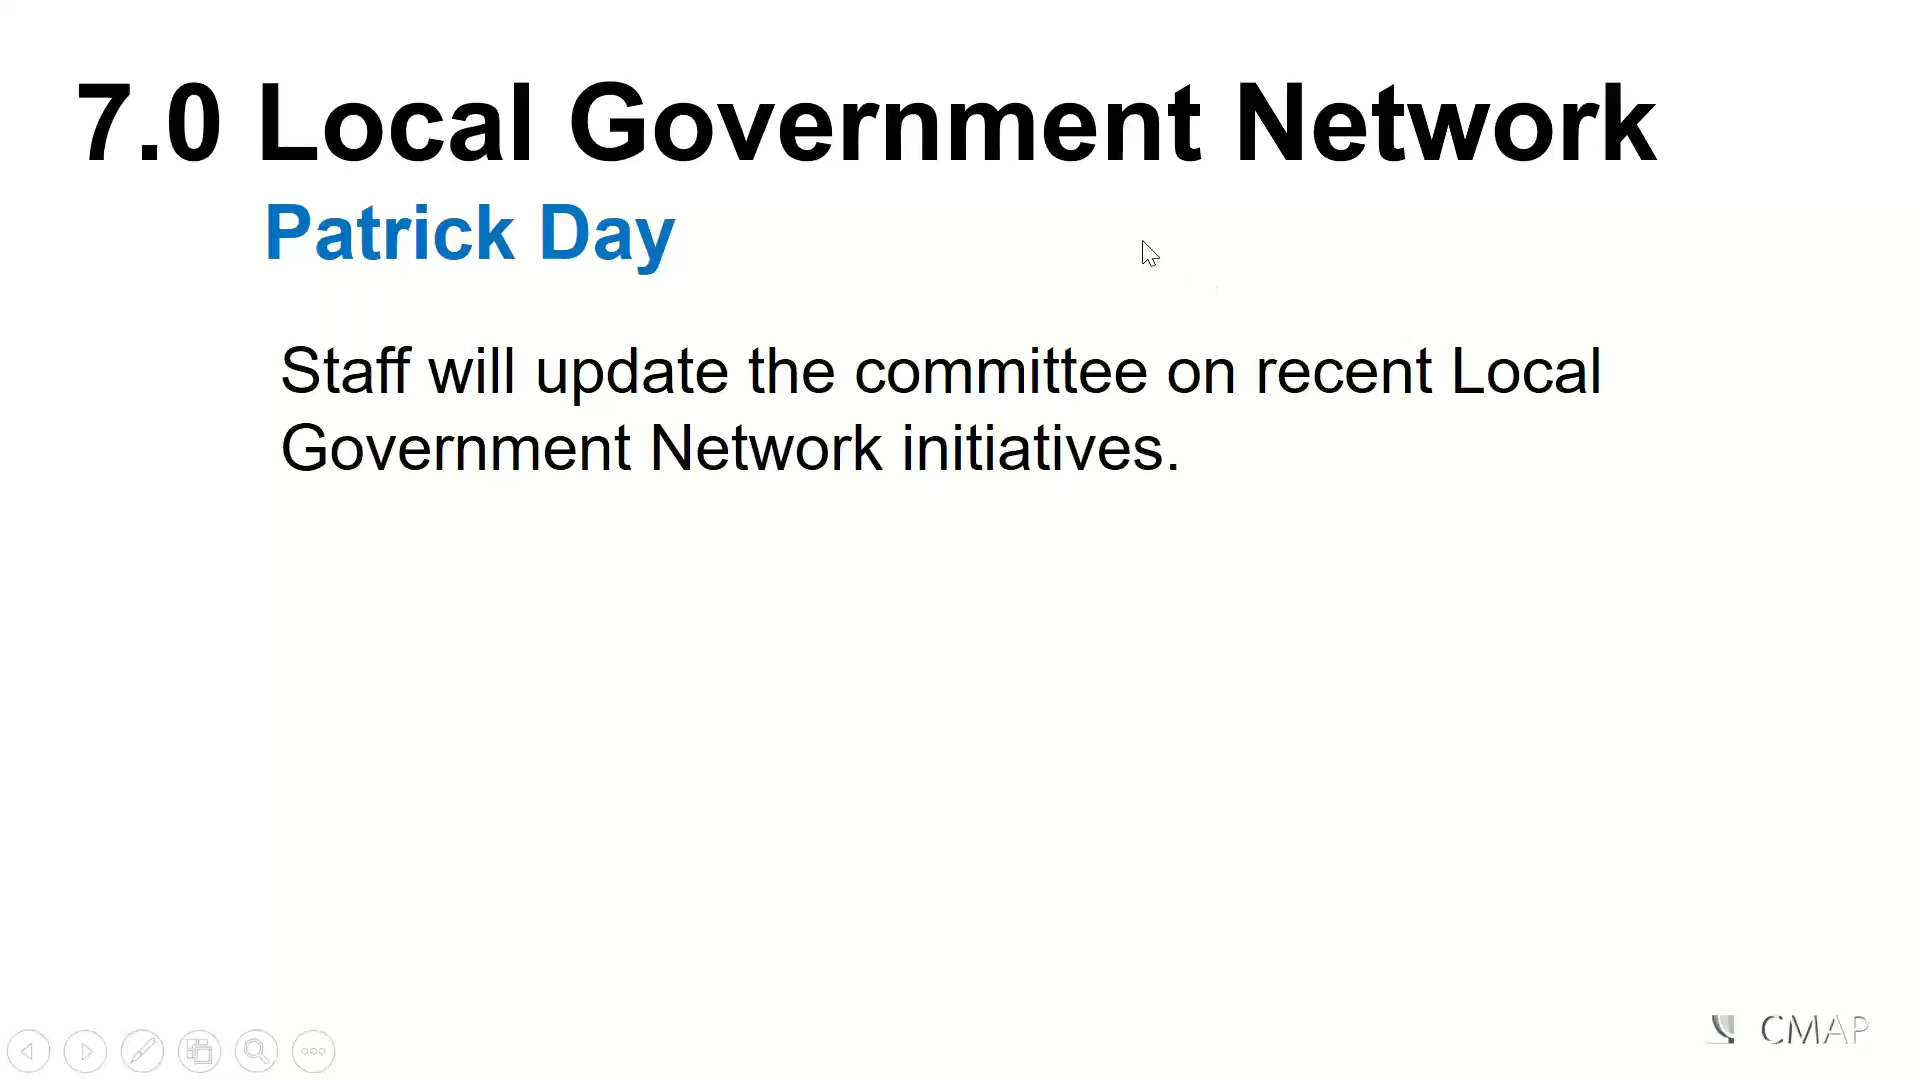 7.0 Local Government Network
Patrick Day
Staff will update the committee on recent Local
Government Network initiatives.
CMAP